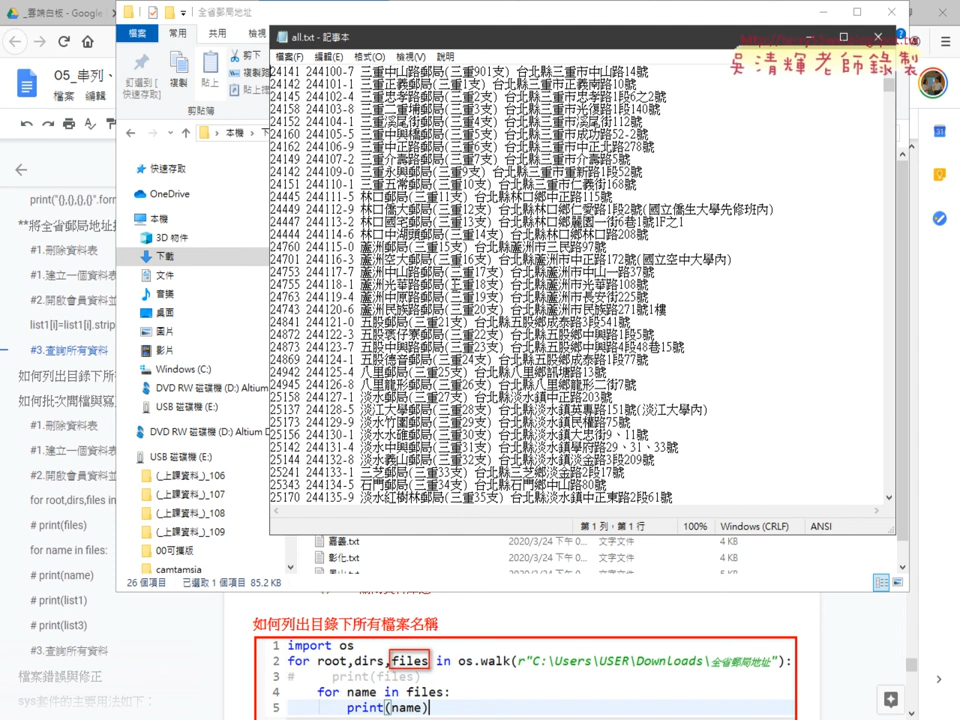 _雲端白板 - Google
全省郵局地址
檔案
常用
共用
檢視
05_串列、
檔案 編輯
釘選到 [
快速存取]
複製
貼上
剪下
複製路
貼上捷
剪貼簿
本機
print("{},{},{},{}".form
**將全省郵局地址
#1.刪除資料表
#1.建立一個資料表
#2.開啟會員資料並
list1[i]=list1[i].strip
#3.查詢所有資料
如何列出目錄下所
如何批次開檔與寫
#1.刪除資料表
#1.建立一個資料表
#2.開啟會員資料並
for root,dirs,files in
# print(files)
for name in files:
# print(name)
# print(list1)
# print(list3)
#3.查詢所有資料
檔案錯誤與修正
sys套件的主要用法如下：
快速存取
OneDrive
本機
3D 物件
下載
文件
音樂
桌面
圖片
影片
Windows (C:)
DVD RW 磁碟機 (D:) Altium
USB 磁碟機 (E:)
DVD RW 磁碟機 (D:) Altium D
USB 磁碟機 (E:)
(_上課資料_)_106
(_上課資料_)_107
(_上課資料_)_108
(_上課資料_)_109
00可攜版
camtamsia
26 個項目 已選取 1 個項目 85.2 KB
all.txt - 記事本
吳清輝老師錄製
檔案(F) 編輯(E) 格式(O) 檢視(V) 說明
24141 244100-7 三重中山路郵局(三重901支) 台北縣三重市中山路14號
24142 244101-1 三重正義郵局(三重1支) 台北縣三重市正義南路10號
24145 244102-4 三重忠孝路郵局(三重2支) 台北縣三重市忠孝路1段6之2號
24158 244103-8 三重二重埔郵局(三重3支) 台北縣三重市光復路1段140號
24152 244104-1 三重溪尾街郵局(三重4支) 台北縣三重市溪尾街112號
24160 244105-5 三重中興橋郵局(三重5支) 台北縣三重市成功路52-2號
24162 244106-9 三重中正路郵局(三重6支) 台北縣三重市中正北路278號
24149 244107-2 三重介壽路郵局(三重7支) 台北縣三重市介壽路5號
24142 244109-0 三重永興郵局(三重9支) 台北縣三重市重新路1段52號
24151 244110-1 三重五常郵局(三重10支) 台北縣三重市仁義街168號
24445 244111-5 林口郵局(三重11支) 台北縣林口鄉中正路115號
24449 244112-9 林口僑大郵局(三重12支) 台北縣林口鄉仁愛路1段2號(國立僑生大學先修班內)
24447 244113-2 林口國宅郵局(三重13支) 台北縣林口鄉麗園一街6巷1號1F之1
24444 244114-6 林口中湖頭郵局(三重14支) 台北縣林口鄉林口路208號
24760 244115-0 蘆洲郵局(三重15支) 台北縣蘆洲市三民路97號
24701 244116-3 蘆洲空大郵局(三重16支) 台北縣蘆洲市中正路172號(國立空中大學內)
24753 244117-7 蘆洲中山路郵局(三重17支) 台北縣蘆洲市中山一路37號
24755 244118-1 蘆洲光華路郵局(三重18支) 台北縣蘆洲市光華路108號
24763 244119-4 蘆洲中原路郵局(三重19支) 台北縣蘆洲市長安街225號
24743 244120-6 蘆洲民族路郵局(三重20支) 台北縣蘆洲市民族路271號1樓
24841 244121-0 五股郵局(三重21支) 台北縣五股鄉成泰路3段541號
24872 244122-3 五股褒仔寮郵局(三重22支) 台北縣五股鄉中興路1段5號
24873 244123-7 五股中興路郵局(三重23支) 台北縣五股鄉中興路4段48巷15號
24869 244124-1 五股德音郵局(三重24支) 台北縣五股鄉成泰路1段77號
24942 244125-4 八里郵局(三重25支) 台北縣八里鄉訊塘路13號
24945 244126-8 八里龍形郵局(三重26支) 台北縣八里鄉龍形二街7號
25158 244127-1 淡水郵局(三重27支) 台北縣淡水鎮中正路203號
25137 244128-5 淡江大學郵局(三重28支) 台北縣淡水鎮英專路151號(淡江大學內)
25173 244129-9 淡水竹圍郵局(三重29支) 台北縣淡水鎮民權路75號
25156 244130-1 淡水水碓郵局(三重30支) 台北縣淡水鎮大忠街9、11號
25142 244131-4 淡水中興郵局(三重31支) 台北縣淡水鎮學府路29、31、33號
25144 244132-8 淡水義山郵局(三重32支) 台北縣淡水鎮淡金路3段209號
25241 244133-1 三芝郵局(三重33支) 台北縣三芝鄉淡金路2段17號
25343 244134-5 石門郵局(三重34支) 台北縣石門鄉中山路80號
25170 244135-9 淡水紅樹林郵局(三重35支) 台北縣淡水鎮中正東路2段61號
第 1 列，第 1 行 100% Windows (CRLF) ANSI
嘉義.txt 2020/3/24 下午 0... 文字文件 4 KB
彰化.txt 2020/3/24 下午 0... 文字文件 4 KB
如何列出目錄下所有檔案名稱
1 import os
2 for root,dirs,files in os.walk(r"C:\Users\USER\Downloads\全省郵局地址"):
3 # print(files)
4 for name in files:
5 print(name)